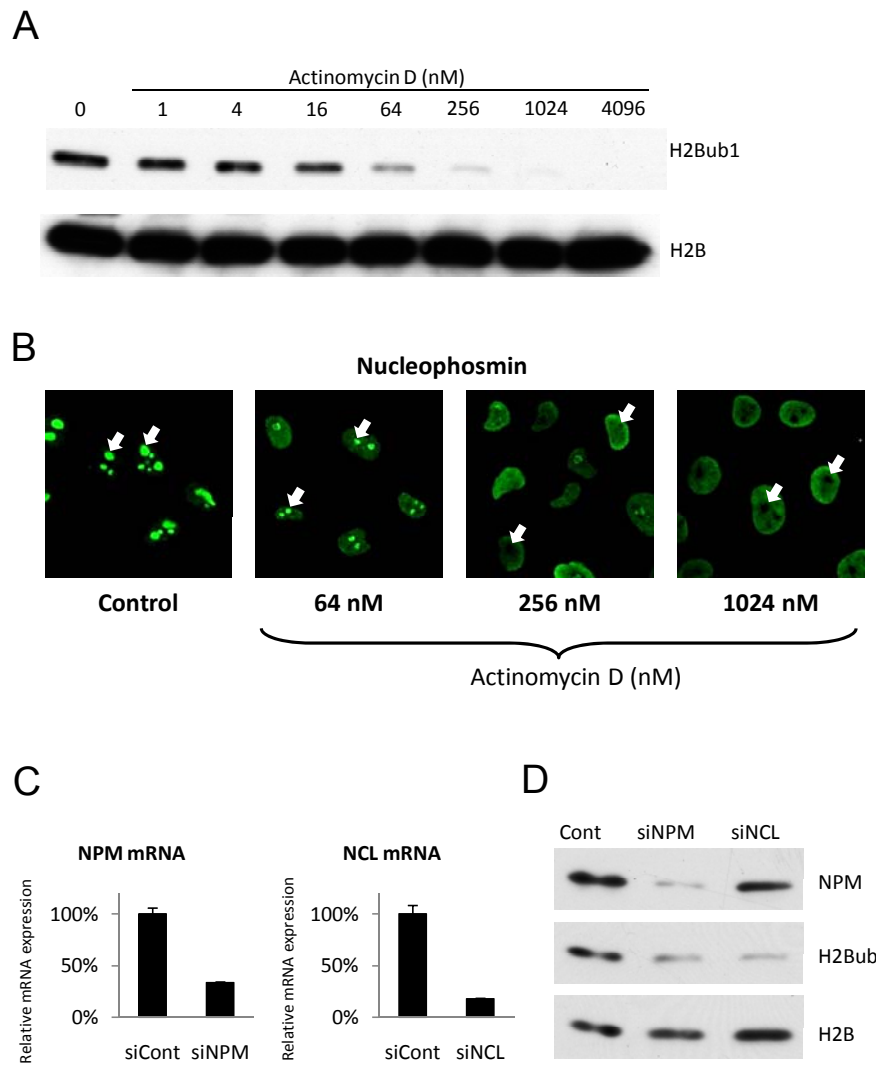 A
Actinomycin D (nM)
0 1 4 16 64 256 1024 4096
H2Bub1
H2B
B
Nucleophosmin
Control 64 nM 256 nM 1024 nM
Actinomycin D (nM)
C
NPM mRNA
Relative mRNA expression
100%
50%
0%
siCont siNPM
NCL mRNA
Relative mRNA expression
100%
50%
0%
siCont siNCL
D
Cont siNPM siNCL
NPM
H2Bub
H2B